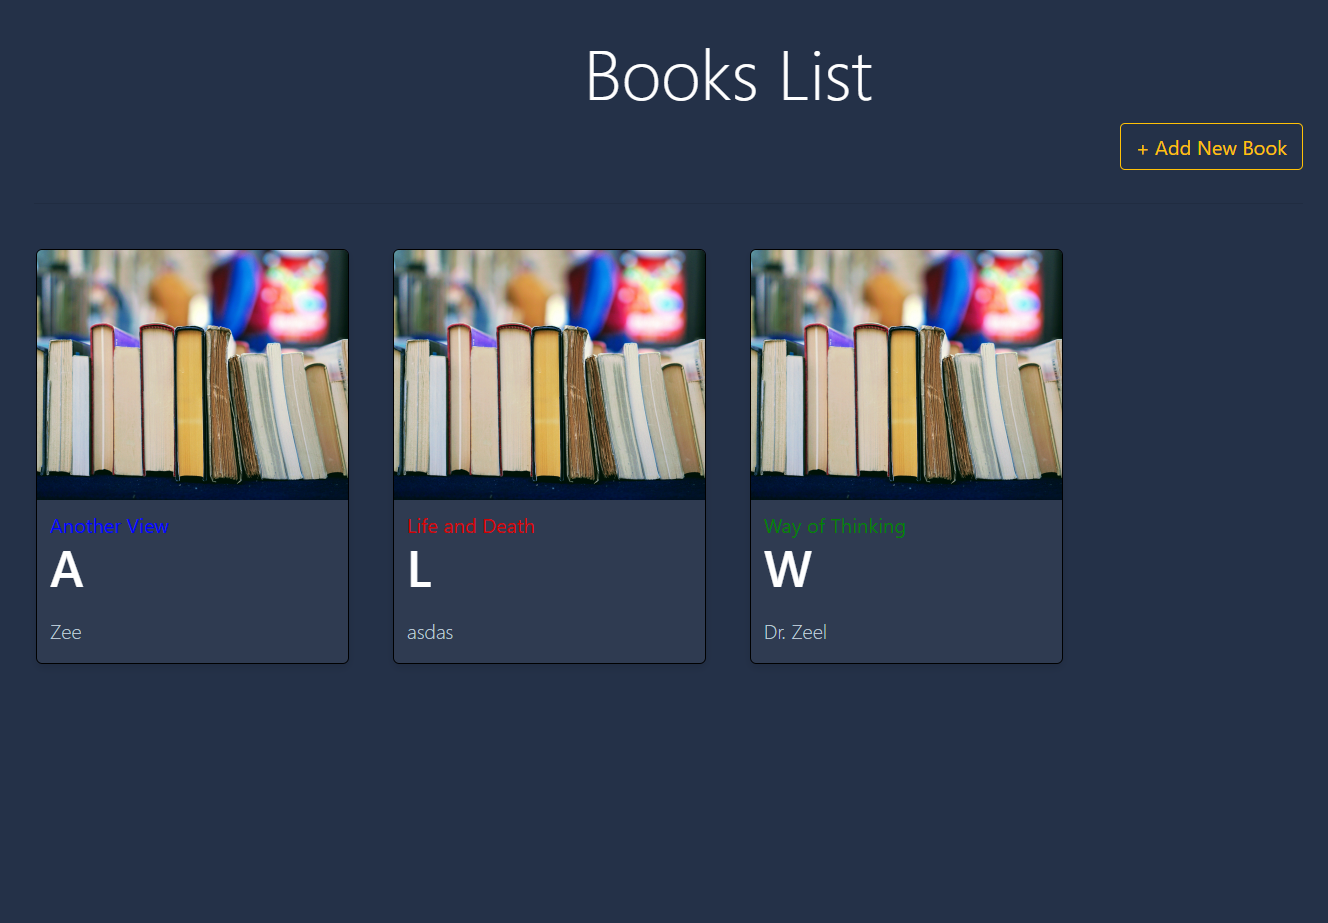 Books List
+ Add New Book
Another View
A
Zee
Life and Death
L
asdas
Way of Thinking
W
Dr. Zeel